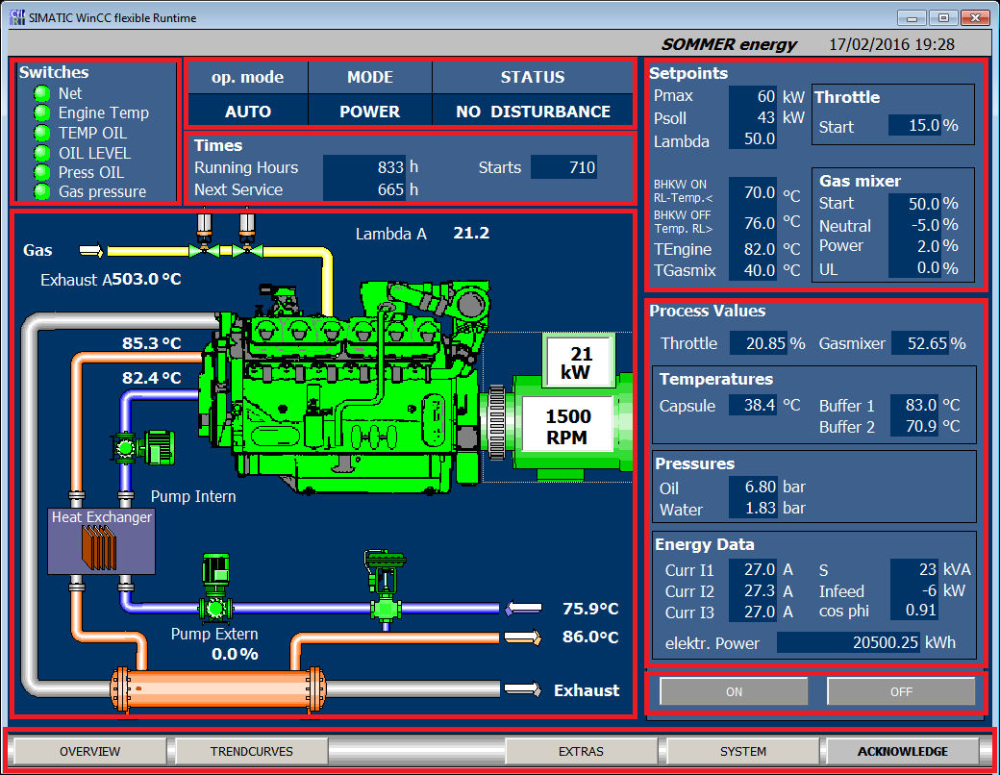 SIMATIC WinCC flexible Runtime
SOMMER energy 17/02/2016 19:28
Switches
Net
Engine Temp
TEMP OIL
OIL LEVEL
Press OIL
Gas pressure
op. mode MODE STATUS
AUTO POWER NO DISTURBANCE
Times
Running Hours 833 h Starts 710
Next Service 665 h
Lambda A 21.2
Gas
Exhaust A 503.0 °C
85.3 °C
82.4 °C
21
kW
1500
RPM
Pump Intern
Heat Exchanger
75.9°C
Pump Extern
86.0°C
0.0 %
Exhaust
Setpoints
Pmax 60 kW
Psoll 43 kW
Lambda 50.0
Throttle
Start 15.0 %
BHKW ON
RL-Temp.< 70.0 °C
BHKW OFF
Temp. RL> 76.0 °C
TEngine 82.0 °C
TGasmix 40.0 °C
Gas mixer
Start 50.0 %
Neutral -5.0 %
Power 2.0 %
UL 0.0 %
Process Values
Throttle 20.85 % Gasmixer 52.65 %
Temperatures
Capsule 38.4 °C Buffer 1 83.0 °C
Buffer 2 70.9 °C
Pressures
Oil 6.80 bar
Water 1.83 bar
Energy Data
Curr I1 27.0 A S 23 kVA
Curr I2 27.3 A Infeed -6 kW
Curr I3 27.0 A cos phi 0.91
elektr. Power 20500.25 kWh
ON OFF
OVERVIEW TRENDCURVES EXTRAS SYSTEM ACKNOWLEDGE